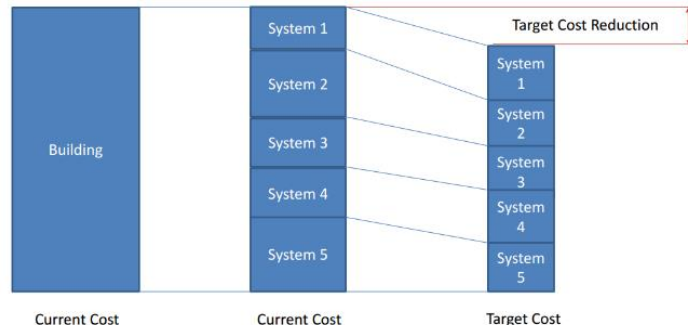 Target Cost Reduction
Building
System 1
System 2
System 3
System 4
System 5
System
1
System
2
System
3
System
4
System
5
Current Cost
Current Cost
Target Cost